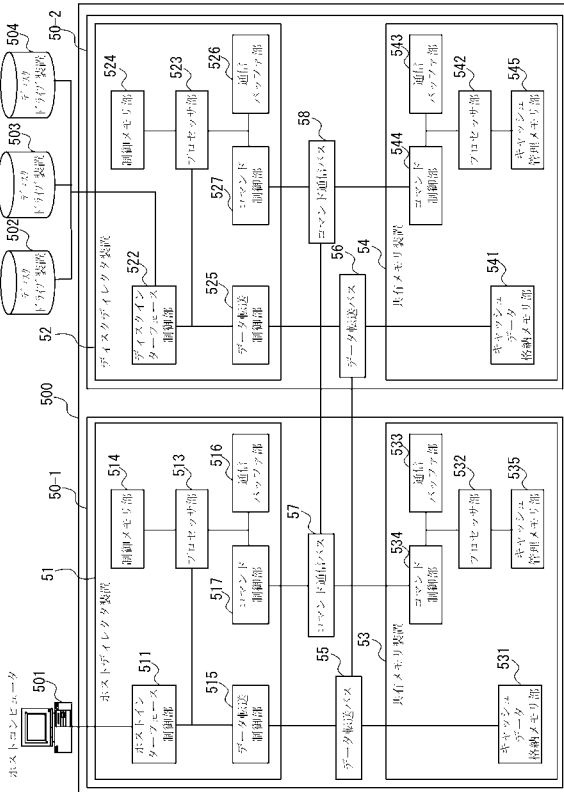 ホストコンピュータ
501
500
502
ディスク
ドライブ装置
503
ディスク
ドライブ装置
504
ディスク
ドライブ装置
50-1
51
ホストディレクタ装置
511
ホストイン
ターフェース
制御部
514
制御メモリ部
513
プロセッサ部
516
通信
バッファ部
517
コマンド
制御部
515
データ転送
制御部
57
コマンド通信バス
55
データ転送バス
53
共有メモリ装置
533
通信
バッファ部
534
コマンド
制御部
532
プロセッサ部
535
キャッシュ
管理メモリ部
531
キャッシュ
データ
格納メモリ部
50-2
52
ディスクディレクタ装置
522
ディスクイン
ターフェース
制御部
524
制御メモリ部
523
プロセッサ部
526
通信
バッファ部
527
コマンド
制御部
525
データ転送
制御部
58
コマンド通信バス
56
データ転送バス
54
共有メモリ装置
543
通信
バッファ部
544
コマンド
制御部
542
プロセッサ部
545
キャッシュ
管理メモリ部
541
キャッシュ
データ
格納メモリ部